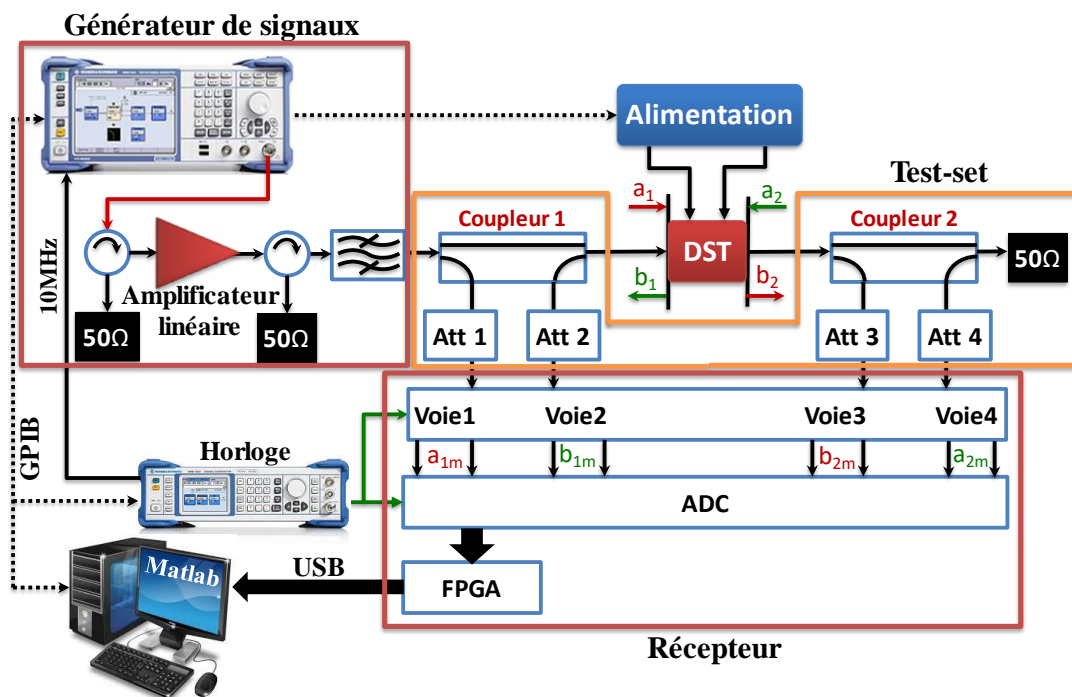 Générateur de signaux
Alimentation
Test-set
a1
a2
Coupleur 1
DST
Coupleur 2
b1
b2
50Ω
10MHz
Amplificateur
linéaire
50Ω
50Ω
Att 1
Att 2
Att 3
Att 4
Voie1
Voie2
Voie3
Voie4
GPIB
Horloge
a1m
b1m
b2m
a2m
ADC
Matlab
USB
FPGA
Récepteur